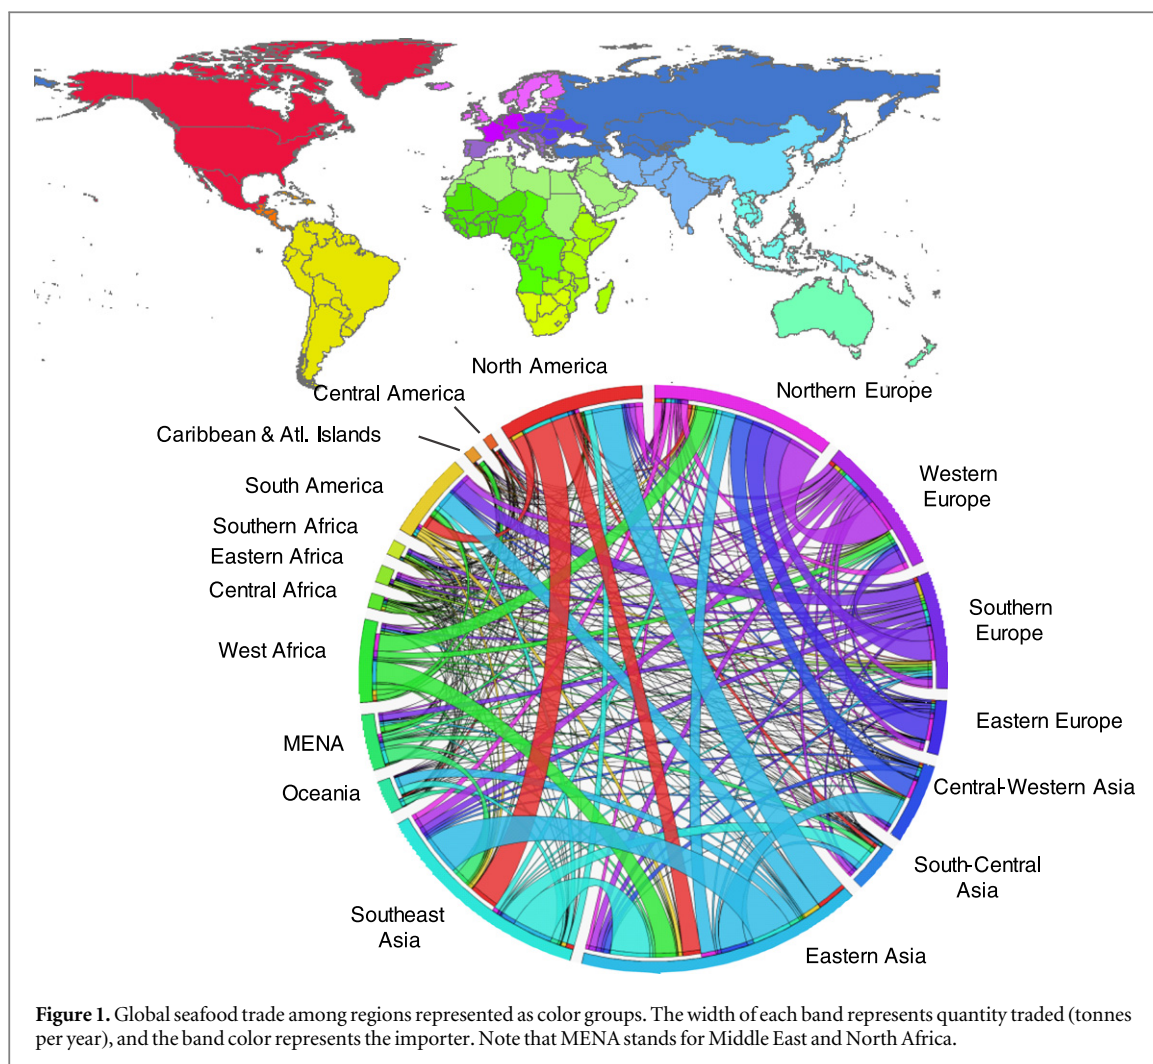 North America
Central America
Northern Europe
Caribbean & Atl. Islands
Western
Europe
South America
Southern Africa
Eastern Africa
Central Africa
Southern
Europe
West Africa
Eastern Europe
MENA
Oceania
Central-Western Asia
South-Central
Asia
Southeast
Asia
Eastern Asia
Figure 1. Global seafood trade among regions represented as color groups. The width of each band represents quantity traded (tonnes
per year), and the band color represents the importer. Note that MENA stands for Middle East and North Africa.